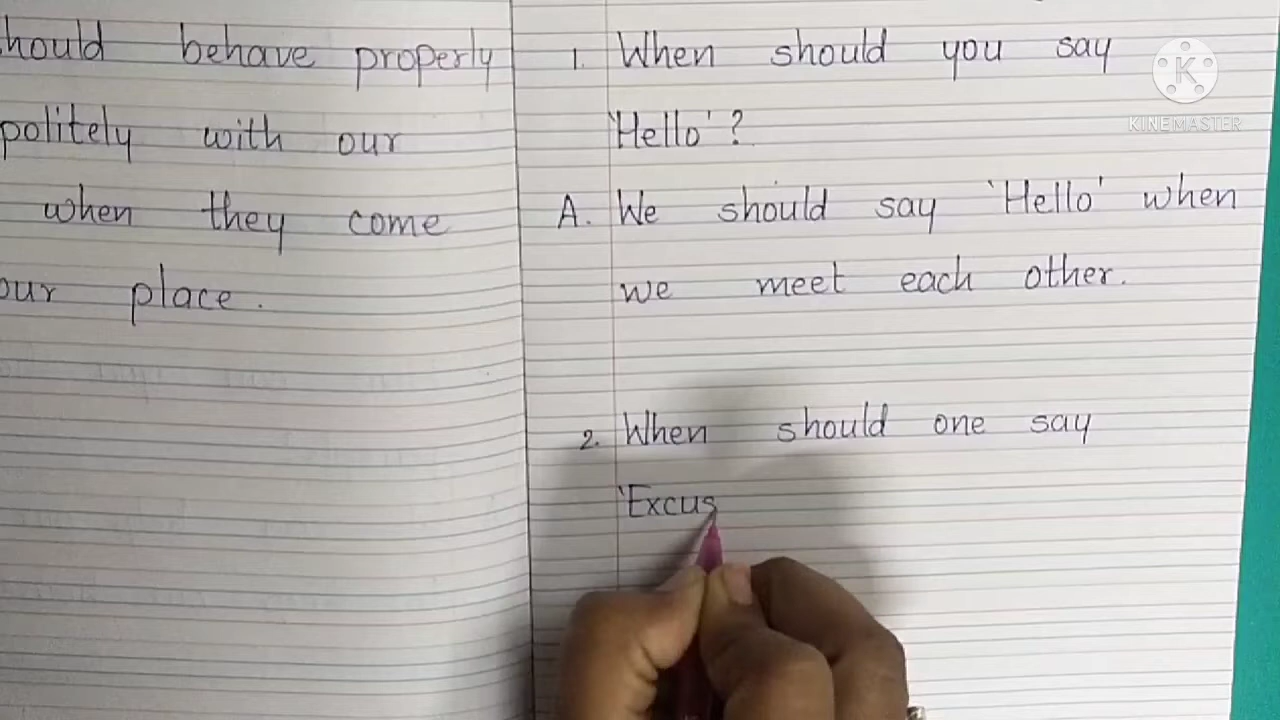 hould behave properly
politely with our
when they come
our place.
1. When should you say
'Hello'?
A. We should say 'Hello' when
we meet each other.
2. When should one say
'Excus
K
KINEMASTER